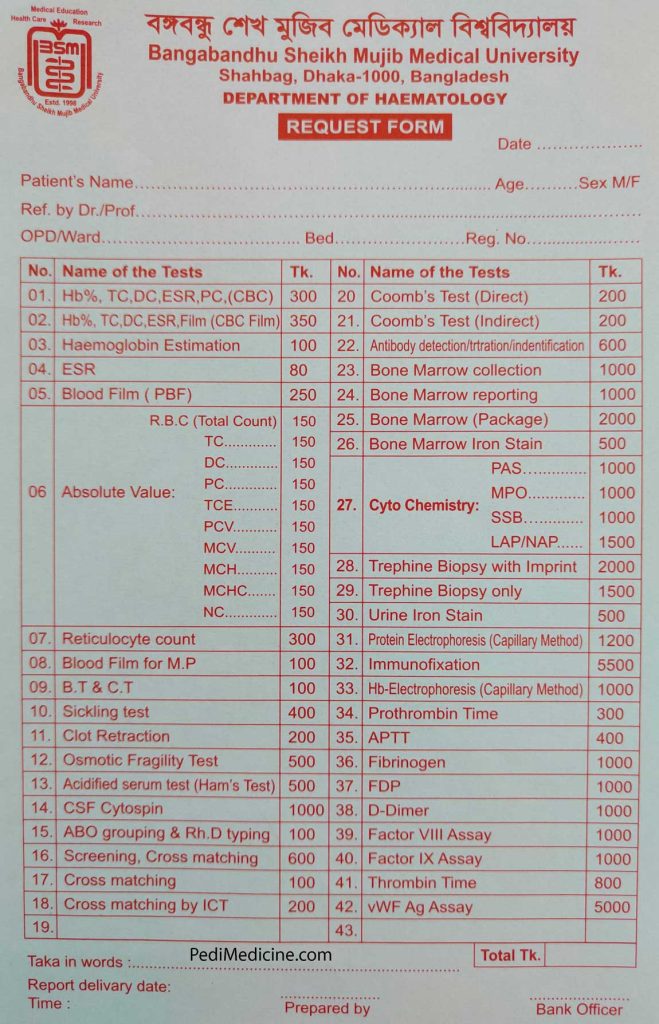 Medical Education
Health Care
Research
BSM
Estd. 1998
Bangabandhu Sheikh Mujib Medical University
বঙ্গবন্ধু শেখ মুজিব মেডিক্যাল বিশ্ববিদ্যালয়
Bangabandhu Sheikh Mujib Medical University
Shahbag, Dhaka-1000, Bangladesh
DEPARTMENT OF HAEMATOLOGY
REQUEST FORM
Date ...................
Patient's Name.................................................................. Age..........Sex M/F
Ref. by Dr./Prof.....................................................................................
OPD/Ward.................................... Bed........................Reg. No.....................
No. Name of the Tests Tk.
01. Hb%, TC,DC,ESR,PC,(CBC) 300
02. Hb%, TC,DC,ESR,Film (CBC Film) 350
03. Haemoglobin Estimation 100
04. ESR 80
05. Blood Film ( PBF) 250
06 Absolute Value:
R.B.C (Total Count) 150
TC............. 150
DC............. 150
PC............. 150
TCE............ 150
PCV............ 150
MCV............ 150
MCH.......... 150
MCHC....... 150
NC............. 150
07. Reticulocyte count 300
08. Blood Film for M.P 100
09. B.T & C.T 100
10. Sickling test 400
11. Clot Retraction 200
12. Osmotic Fragility Test 500
13. Acidified serum test (Ham's Test) 500
14. CSF Cytospin 1000
15. ABO grouping & Rh.D typing 100
16. Screening, Cross matching 600
17. Cross matching 100
18. Cross matching by ICT 200
19.
No. Name of the Tests Tk.
20 Coomb's Test (Direct) 200
21. Coomb's Test (Indirect) 200
22. Antibody detection/trtration/indentification 600
23. Bone Marrow collection 1000
24. Bone Marrow reporting 1000
25. Bone Marrow (Package) 2000
26. Bone Marrow Iron Stain 500
27. Cyto Chemistry:
PAS.............. 1000
MPO............. 1000
SSB.............. 1000
LAP/NAP...... 1500
28. Trephine Biopsy with Imprint 2000
29. Trephine Biopsy only 1500
30. Urine Iron Stain 500
31. Protein Electrophoresis (Capillary Method) 1200
32. Immunofixation 5500
33. Hb-Electrophoresis (Capillary Method) 1000
34. Prothrombin Time 300
35. APTT 400
36. Fibrinogen 1000
37. FDP 1000
38. D-Dimer 1000
39. Factor VIII Assay 1000
40. Factor IX Assay 1000
41. Thrombin Time 800
42. vWF Ag Assay 5000
43.
Total Tk.
PediMedicine.com
Taka in words :............................................................
Report delivary date:
Time :
Prepared by
Bank Officer